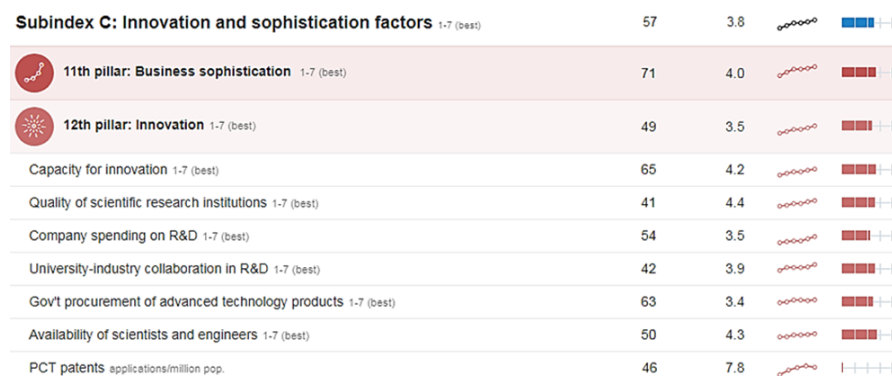 Subindex C: Innovation and sophistication factors 1-7 (best) 57 3.8
11th pillar: Business sophistication 1-7 (best) 71 4.0
12th pillar: Innovation 1-7 (best) 49 3.5
Capacity for innovation 1-7 (best) 65 4.2
Quality of scientific research institutions 1-7 (best) 41 4.4
Company spending on R&D 1-7 (best) 54 3.5
University-industry collaboration in R&D 1-7 (best) 42 3.9
Gov't procurement of advanced technology products 1-7 (best) 63 3.4
Availability of scientists and engineers 1-7 (best) 50 4.3
PCT patents applications/million pop. 46 7.8